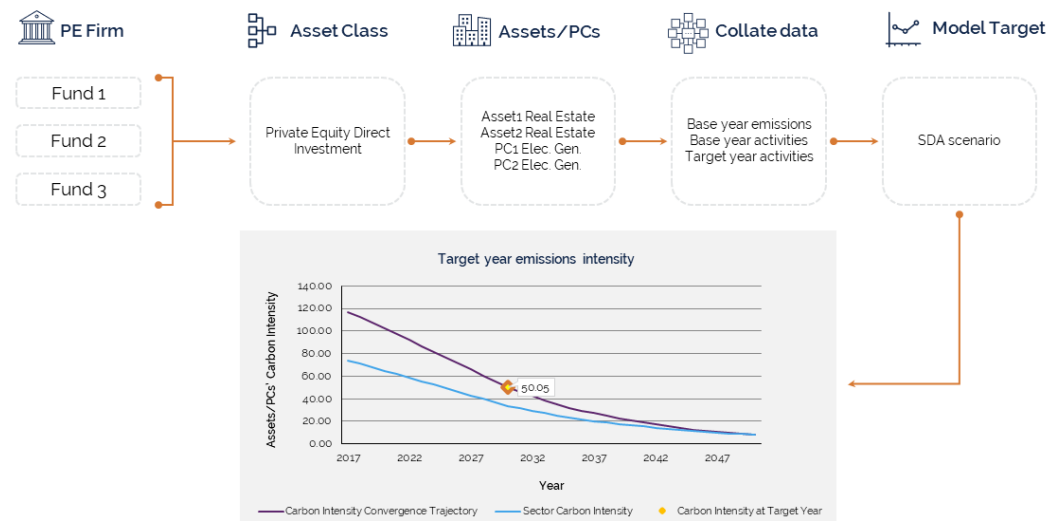 PE Firm
Asset Class
Assets/PCs
Collate data
Model Target
Fund 1
Fund 2
Fund 3
Private Equity Direct
Investment
Asset1 Real Estate
Asset2 Real Estate
PC1 Elec. Gen.
PC2 Elec. Gen.
Base year emissions
Base year activities
Target year activities
SDA scenario
Target year emissions intensity
Assets/PCs' Carbon Intensity
140.00
120.00
100.00
80.00
60.00
40.00
20.00
0.00
50.05
2017
2022
2027
2032
2037
2042
2047
Year
Carbon Intensity Convergence Trajectory
Sector Carbon Intensity
Carbon Intensity at Target Year